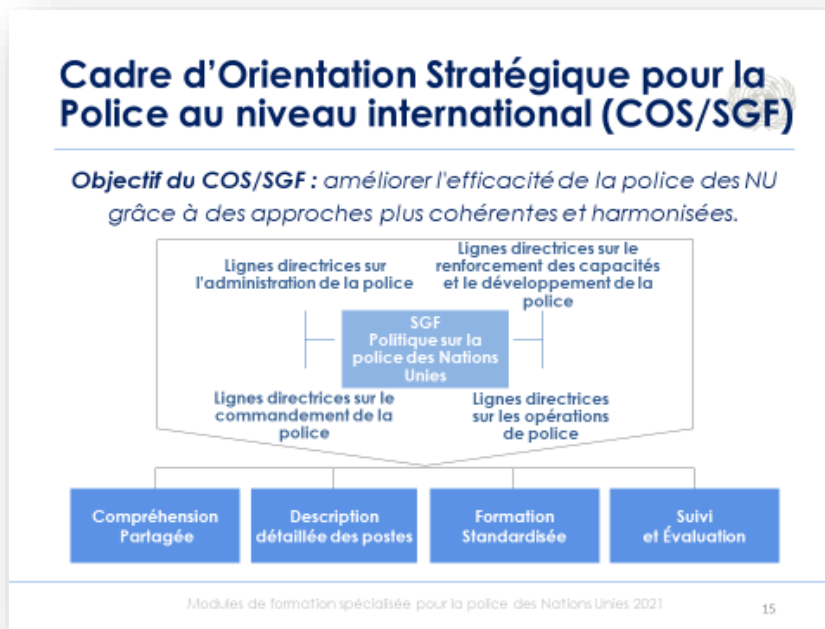 Cadre d'Orientation Stratégique pour la
Police au niveau international (COS/SGF)
Objectif du COS/SGF : améliorer l'efficacité de la police des NU
grâce à des approches plus cohérentes et harmonisées.
Lignes directrices sur
l'administration de la police
Lignes directrices sur le
renforcement des capacités
et le développement de la
police
SGF
Politique sur la
police des Nations
Unies
Lignes directrices sur le
commandement de la
police
Lignes directrices
sur les opérations
de police
Compréhension
Partagée
Description
détaillée des postes
Formation
Standardisée
Suivi
et Évaluation
Modules de formation spécialisée pour la police des Nations Unies 2021
15